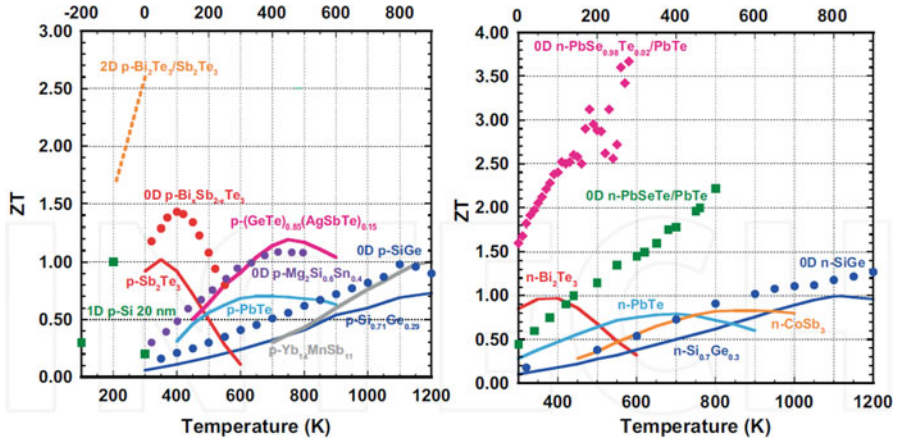 -100 0 200 400 600 800
3.00
2.50
2.00
1.50
1.00
0.50
0.00
ZT
2D p-Bi₂Te₃/Sb₂Te₃
0D p-BiₓSb₂₋ₓTe₃
p-(GeTe)₀.₈₅(AgSbTe)₀.₁₅
p-Sb₂Te₃
0D p-SiGe
0D p-Mg₂Si₀.₆Sn₀.₄
1D p-Si 20 nm
p-PbTe
p-Si₀.₇₁Ge₀.₂₉
p-Yb₁₄MnSb₁₁
200 400 600 800 1000 1200
Temperature (K)
0 200 400 600 800
4.00
3.50
3.00
2.50
2.00
1.50
1.00
0.50
0.00
ZT
0D n-PbSe₀.₉₈Te₀.₀₂/PbTe
0D n-PbSeTe/PbTe
0D n-SiGe
n-Bi₂Te₃
n-PbTe
n-CoSb₃
n-Si₀.₇Ge₀.₃
400 600 800 1000 1200
Temperature (K)